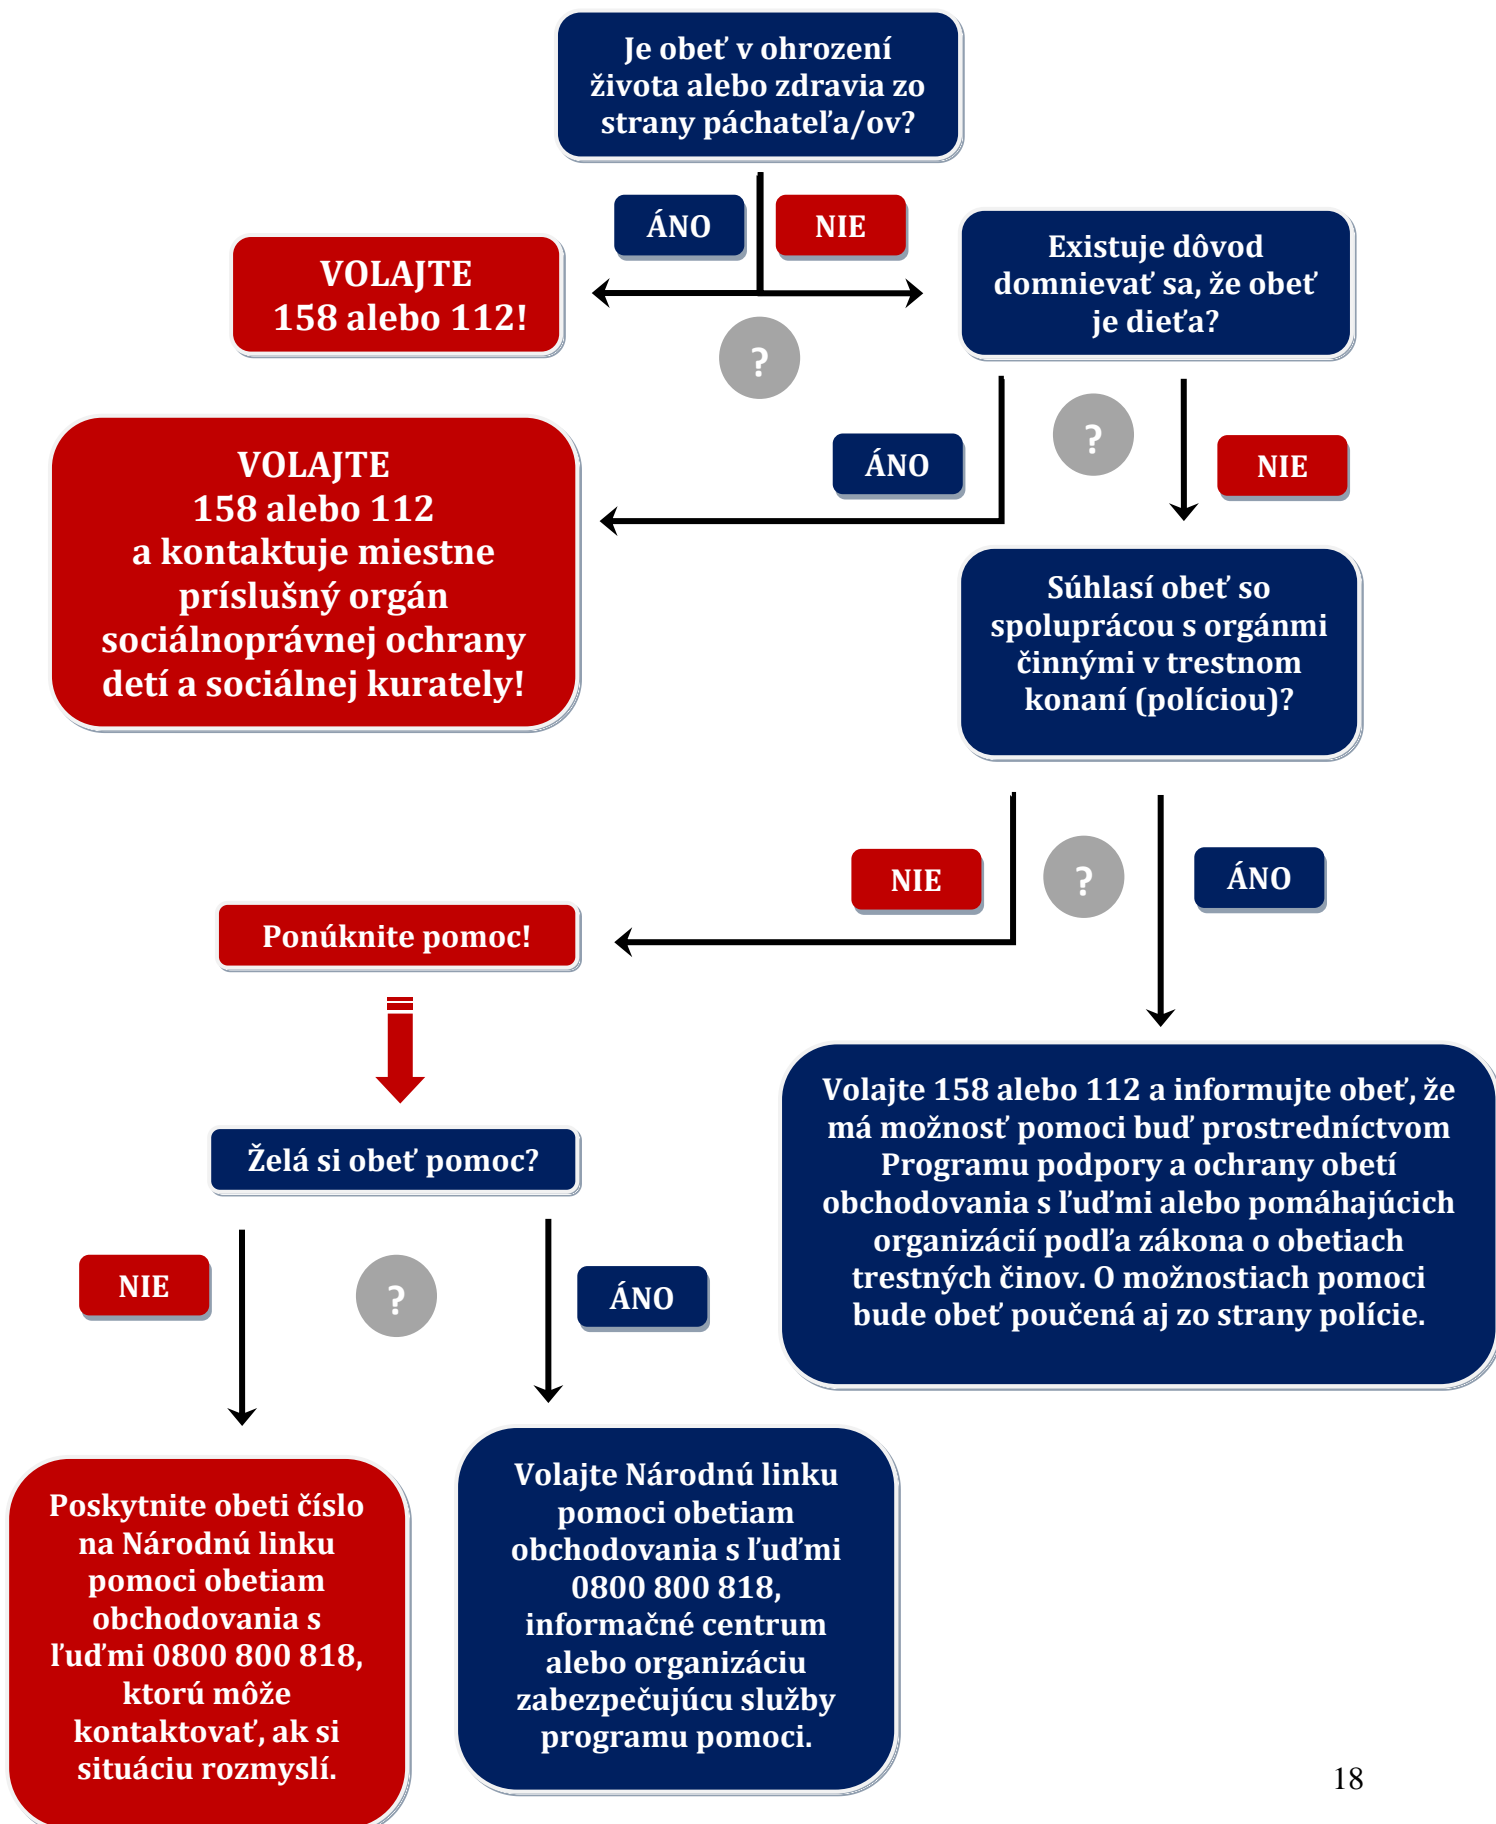 Je obeť v ohrození
života alebo zdravia zo
strany páchateľa/ov?
ÁNO
NIE
VOLAJTE
158 alebo 112!
Existuje dôvod
domnievať sa, že obeť
je dieťa?
?
?
ÁNO
NIE
VOLAJTE
158 alebo 112
a kontaktuje miestne
príslušný orgán
sociálnoprávnej ochrany
detí a sociálnej kurately!
Súhlasí obeť so
spoluprácou s orgánmi
činnými v trestnom
konaní (políciou)?
NIE
?
ÁNO
Ponúknite pomoc!
Volajte 158 alebo 112 a informujte obeť, že
má možnosť pomoci buď prostredníctvom
Programu podpory a ochrany obetí
obchodovania s ľuďmi alebo pomáhajúcich
organizácií podľa zákona o obetiach
trestných činov. O možnostiach pomoci
bude obeť poučená aj zo strany polície.
Želá si obeť pomoc?
NIE
?
ÁNO
Poskytnite obeti číslo
na Národnú linku
pomoci obetiam
obchodovania s
ľuďmi 0800 800 818,
ktorú môže
kontaktovať, ak si
situáciu rozmyslí.
Volajte Národnú linku
pomoci obetiam
obchodovania s ľuďmi
0800 800 818,
informačné centrum
alebo organizáciu
zabezpečujúcu služby
programu pomoci.
18